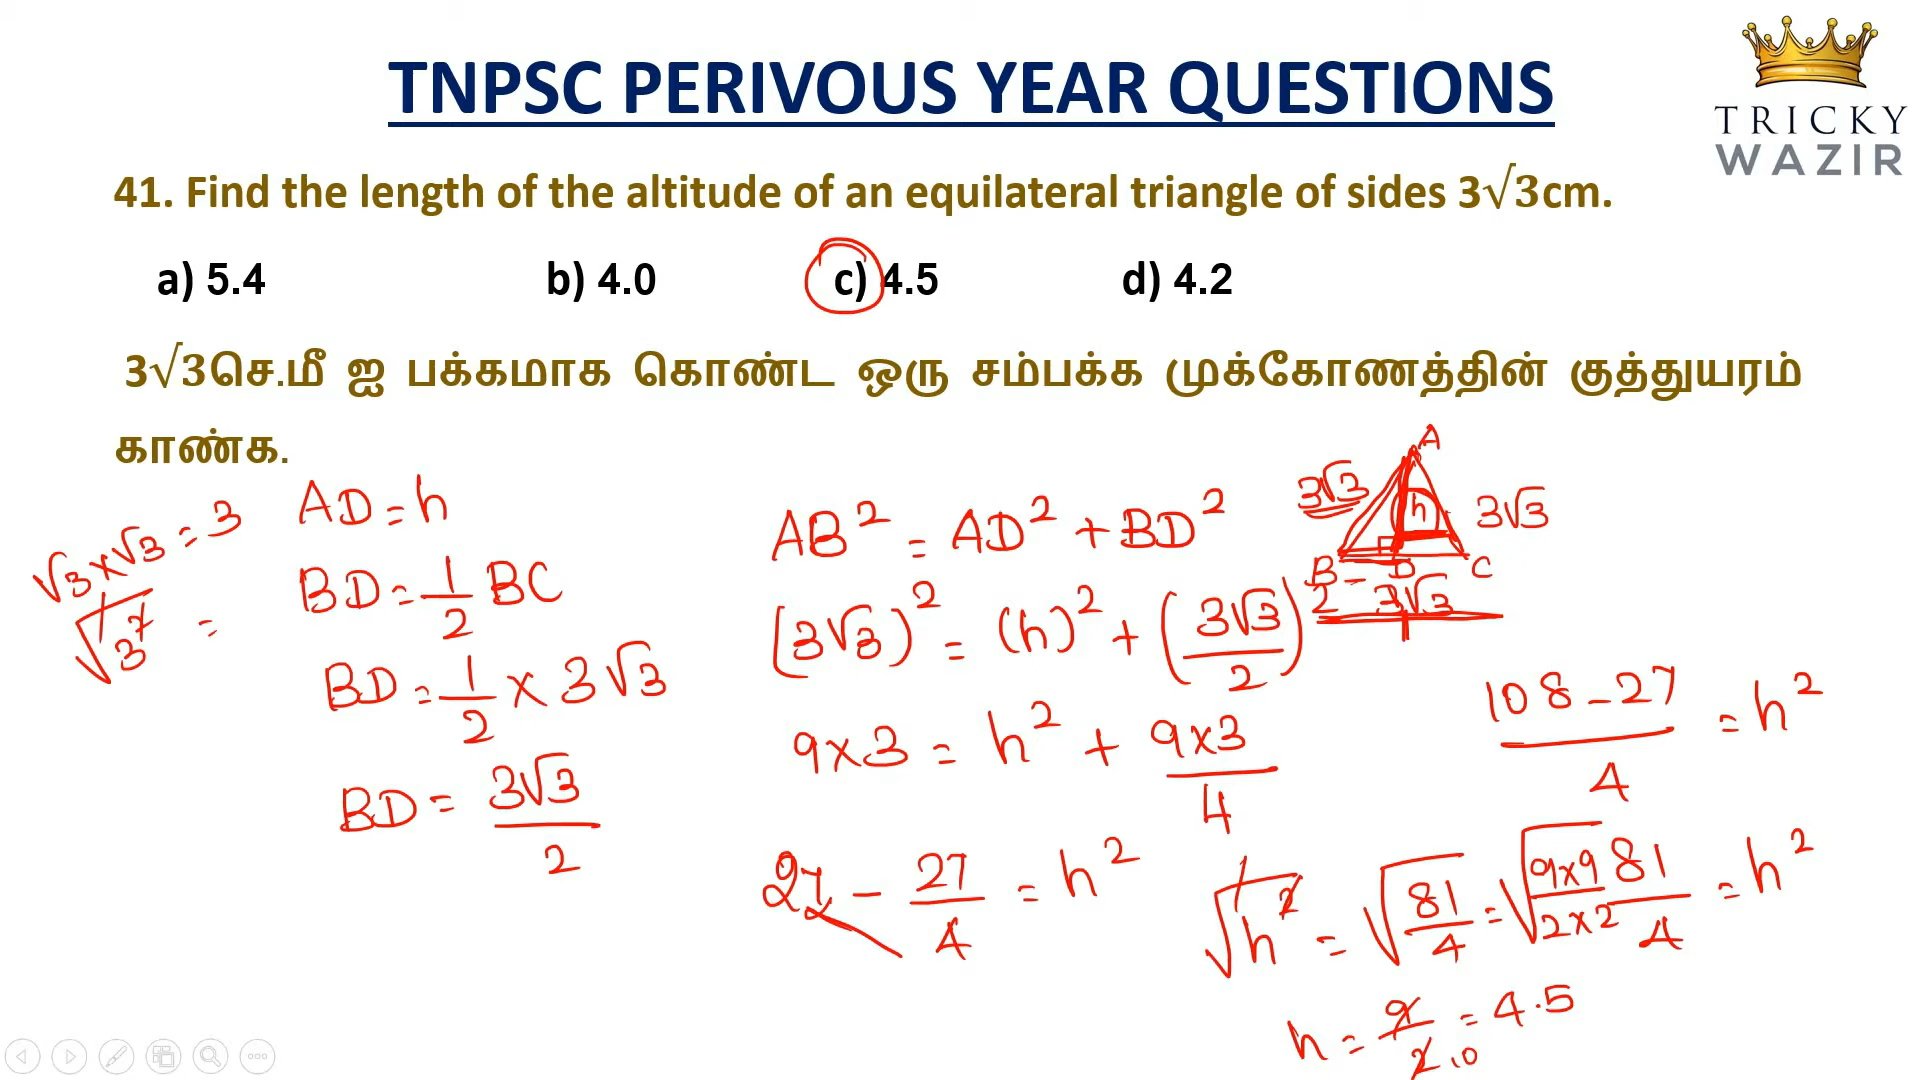 TNPSC PERIVOUS YEAR QUESTIONS
TRICKY
WAZIR
41. Find the length of the altitude of an equilateral triangle of sides 3√3cm.
a) 5.4 b) 4.0 c) 4.5 d) 4.2
3√3செ.மீ ஐ பக்கமாக கொண்ட ஒரு சம்பக்க முக்கோணத்தின் குத்துயரம்
காண்க.
√3×√3 = 3
AD = h
BD = 1/2 BC
BD = 1/2 × 3√3
BD = 3√3/2
AB² = AD² + BD²
(3√3)² = (h)² + (3√3/2)²
9×3 = h² + 9×3/4
27 - 27/4 = h²
A
3√3
h
3√3
B D C
3√3
108-27/4 = h²
81/4 = h²
√h² = √81/4 = √9×9/2×2
h = 9/2 = 4.5